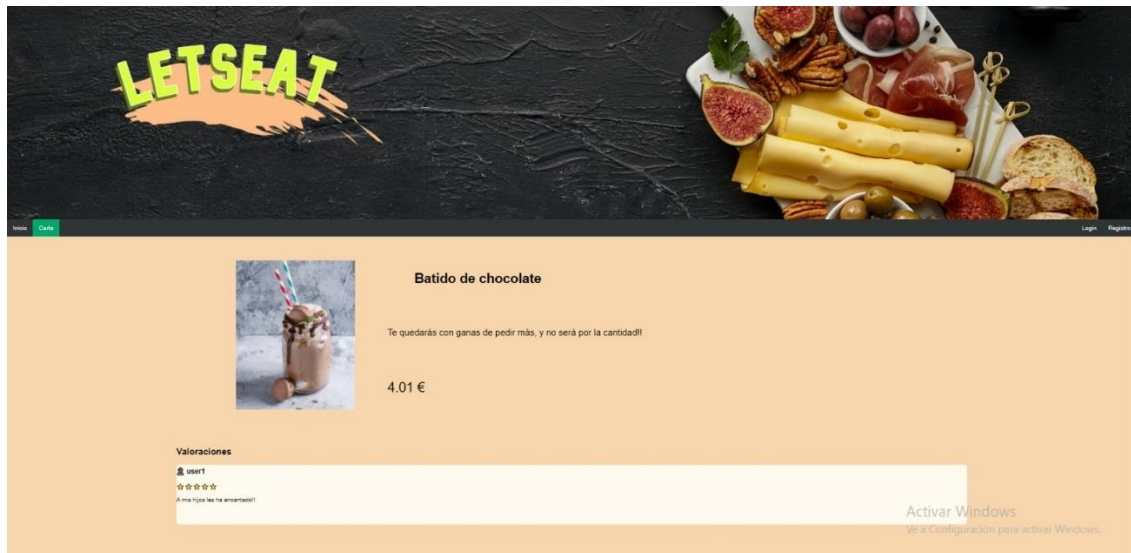 LETSEAT
Inicio Carta Login Registro
Batido de chocolate
Te quedarás con ganas de pedir más, y no será por la cantidad!!
4.01 €
Valoraciones
user1
A mis hijos les ha encantado!!
Activar Windows
Ve a Configuración para activar Windows.